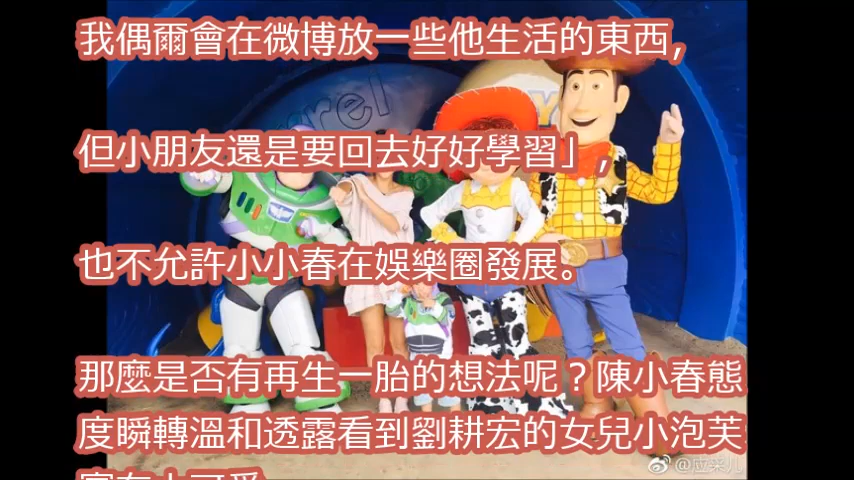 我偶爾會在微博放一些他生活的東西，
但小朋友還是要回去好好學習」，
也不允許小小春在娛樂圈發展。
那麼是否有再生一胎的想法呢？陳小春態
度瞬轉溫和透露看到劉耕宏的女兒小泡芙
@应采儿